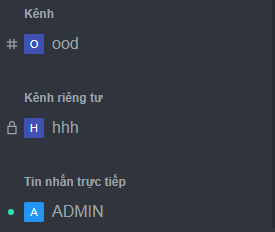 Kênh
# O ood
Kênh riêng tư
H hhh
Tin nhắn trực tiếp
A ADMIN